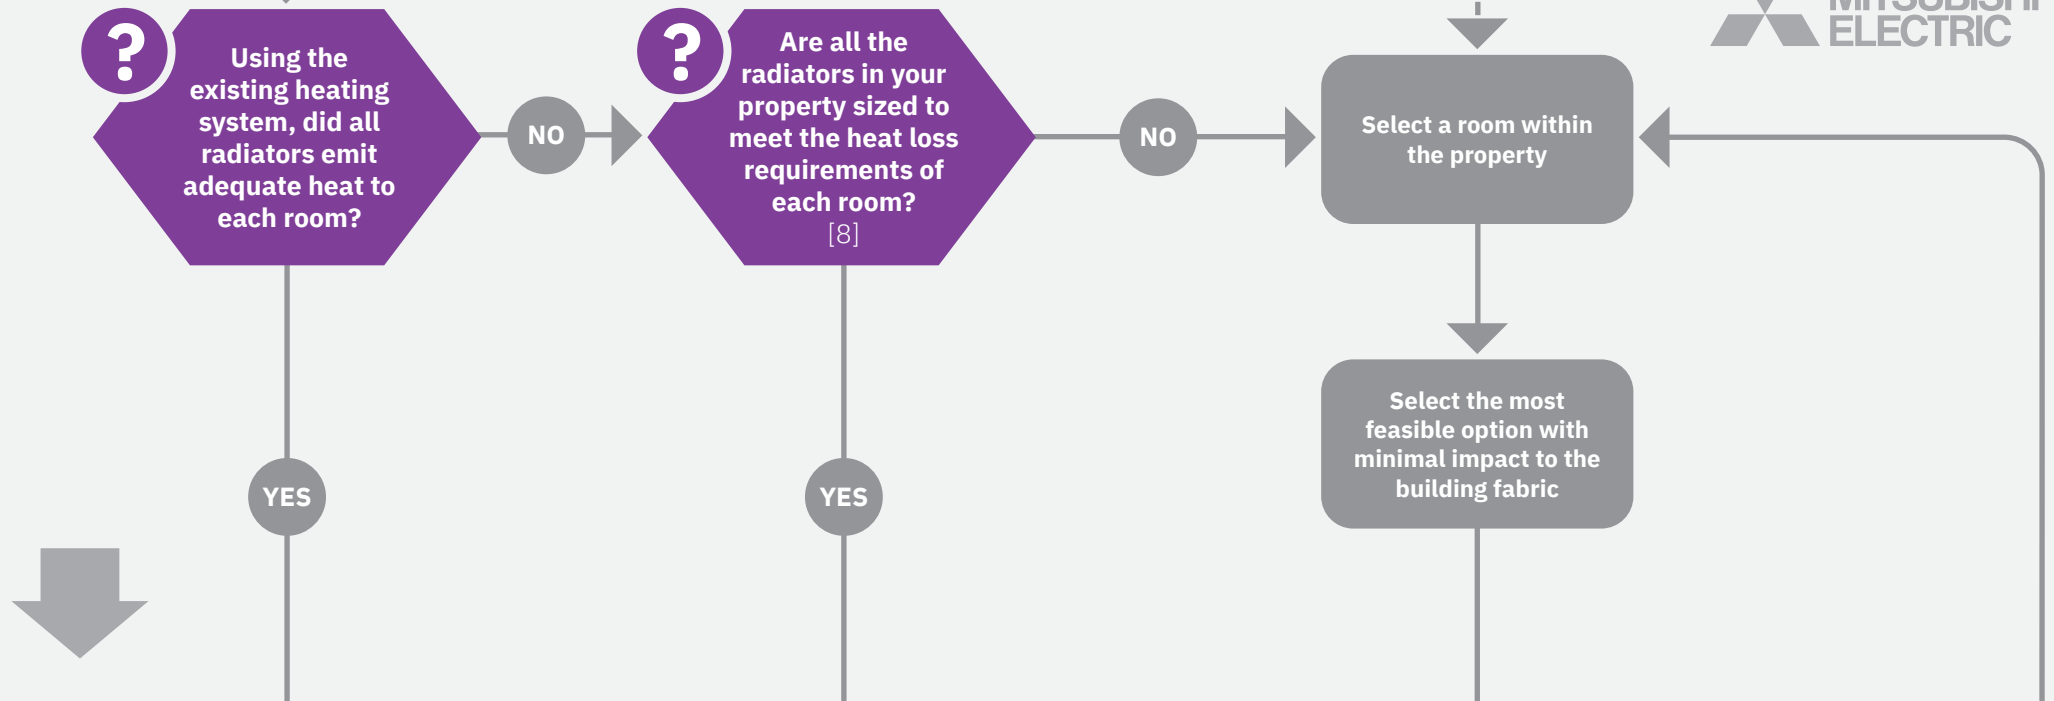 ?
Using the
existing heating
system, did all
radiators emit
adequate heat to
each room?
NO
?
Are all the
radiators in your
property sized to
meet the heat loss
requirements of
each room?
[8]
NO
MITSUBISHI
ELECTRIC
Select a room within
the property
Select the most
feasible option with
minimal impact to the
building fabric
YES
YES